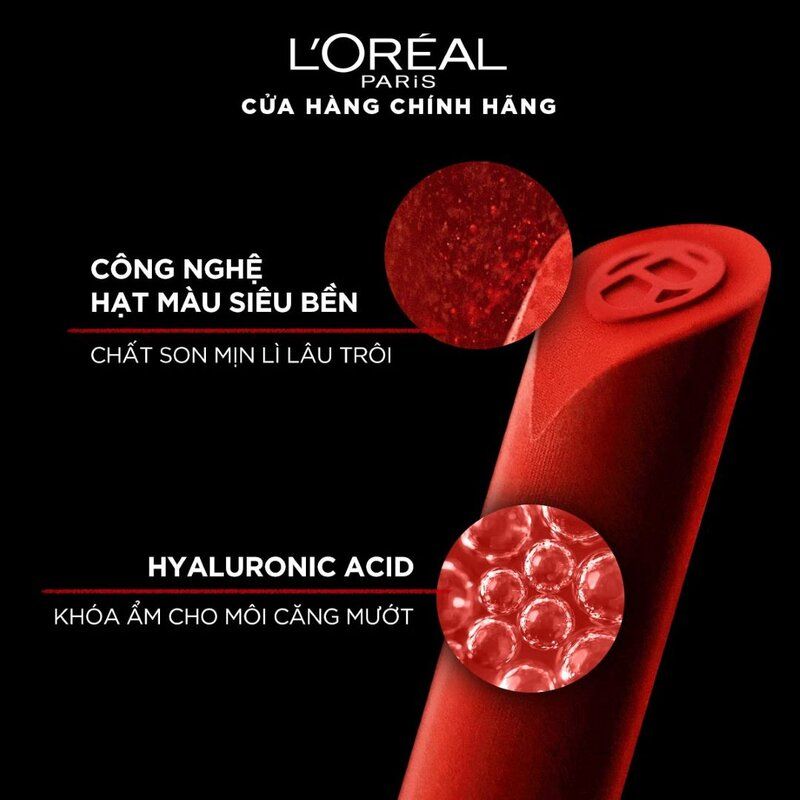 L'ORÉAL
PARiS
CỬA HÀNG CHÍNH HÃNG
CÔNG NGHỆ
HẠT MÀU SIÊU BỀN
CHẤT SON MỊN LÌ LÂU TRÔI
HYALURONIC ACID
KHÓA ẨM CHO MÔI CĂNG MƯỚT